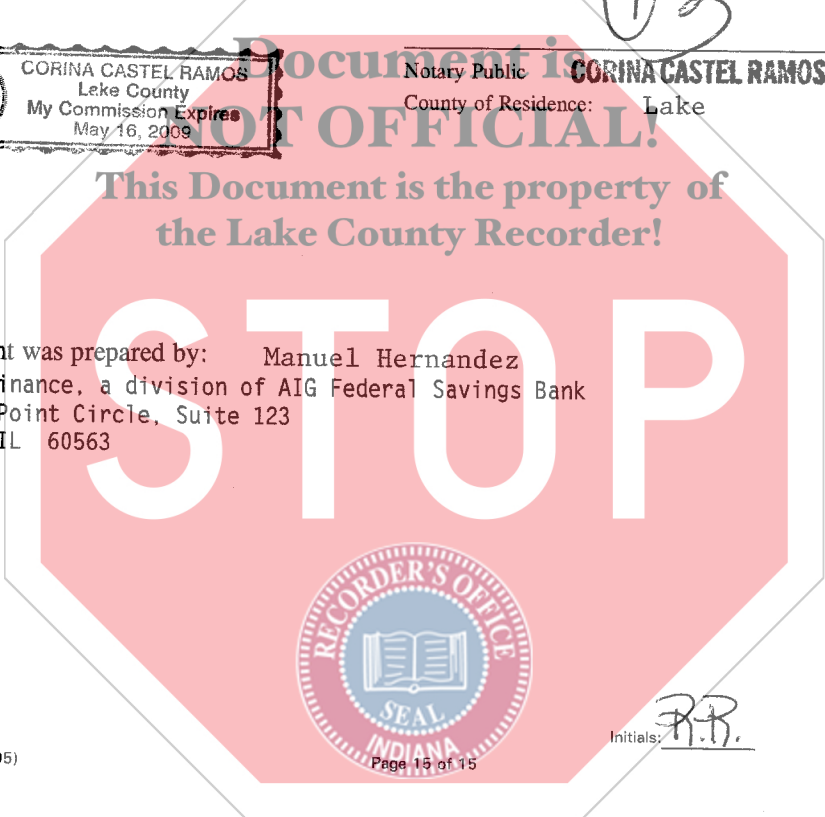 Document is
NOT OFFICIAL!
This Document is the property of
the Lake County Recorder!
CORINA CASTEL RAMOS
Lake County
My Commission Expires
May 16, 2009
Notary Public CORINA CASTEL RAMOS
County of Residence: Lake
STOP
nt was prepared by: Manuel Hernandez
inance, a division of AIG Federal Savings Bank
Point Circle, Suite 123
IL 60563
RECORDER'S OFFICE
SEAL
INDIANA
Initials: R.R.
05)
Page 15 of 15